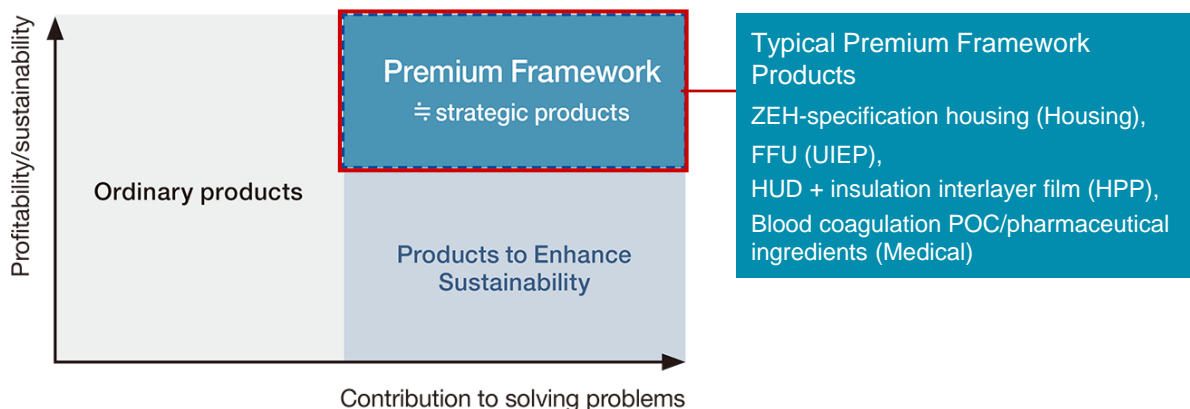 Profitability/sustainability
Ordinary products
Premium Framework
≒ strategic products
Products to Enhance
Sustainability
Contribution to solving problems
Typical Premium Framework
Products
ZEH-specification housing (Housing),
FFU (UIEP),
HUD + insulation interlayer film (HPP),
Blood coagulation POC/pharmaceutical
ingredients (Medical)